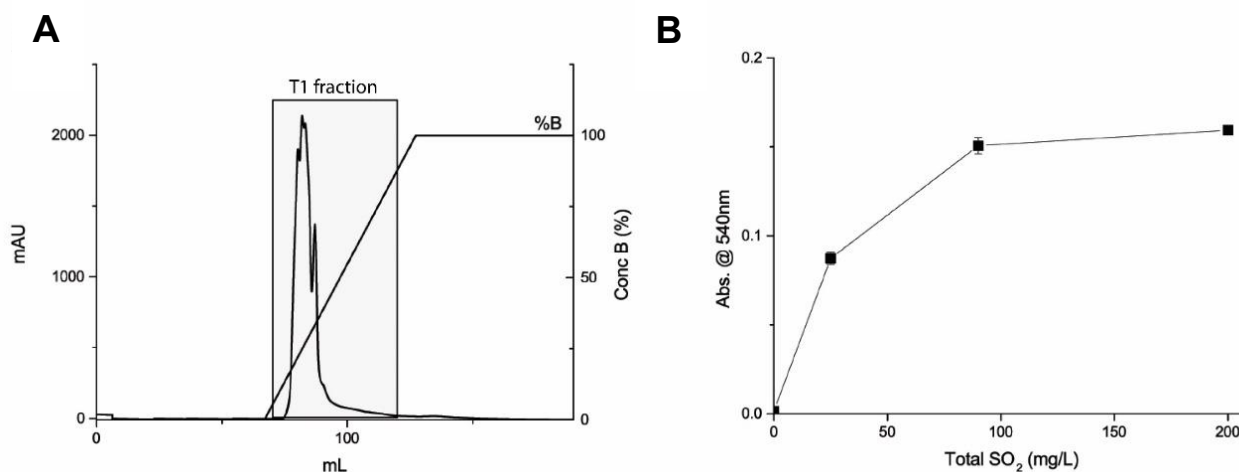 A
T1 fraction
%B
2000
1000
0
mAU
100
50
0
Conc B (%)
0
100
mL
B
0.2
0.1
0.0
Abs. @ 540nm
0
50
100
150
200
Total SO₂ (mg/L)